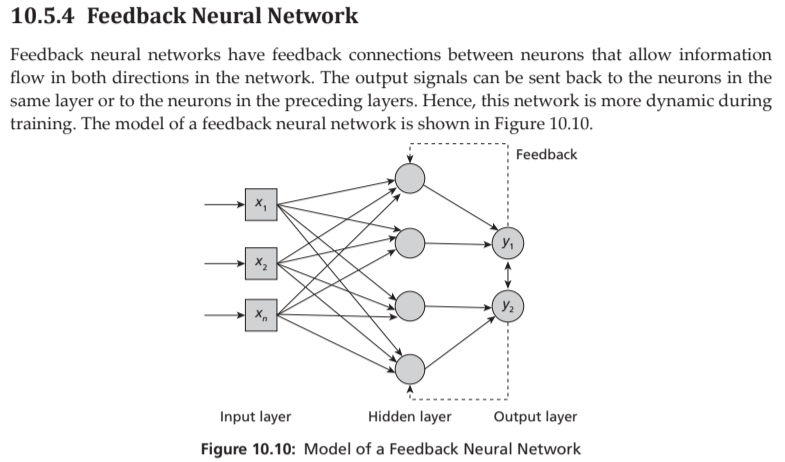 10.5.4 Feedback Neural Network
Feedback neural networks have feedback connections between neurons that allow information
flow in both directions in the network. The output signals can be sent back to the neurons in the
same layer or to the neurons in the preceding layers. Hence, this network is more dynamic during
training. The model of a feedback neural network is shown in Figure 10.10.
Feedback
x₁
y₁
x₂
y₂
xₙ
Input layer Hidden layer Output layer
Figure 10.10: Model of a Feedback Neural Network